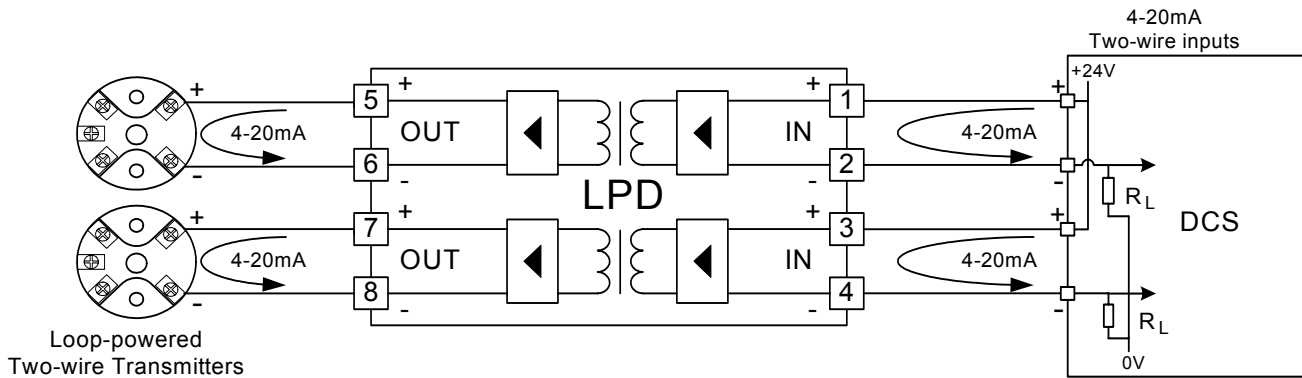 4-20mA
Two-wire inputs
+24V
+ 5 + + 1 +
4-20mA OUT IN 4-20mA
- 6 - - 2 -
LPD
R L
DCS
+ 7 + + 3 +
4-20mA OUT IN 4-20mA
- 8 - - 4 -
R L
0V
Loop-powered
Two-wire Transmitters